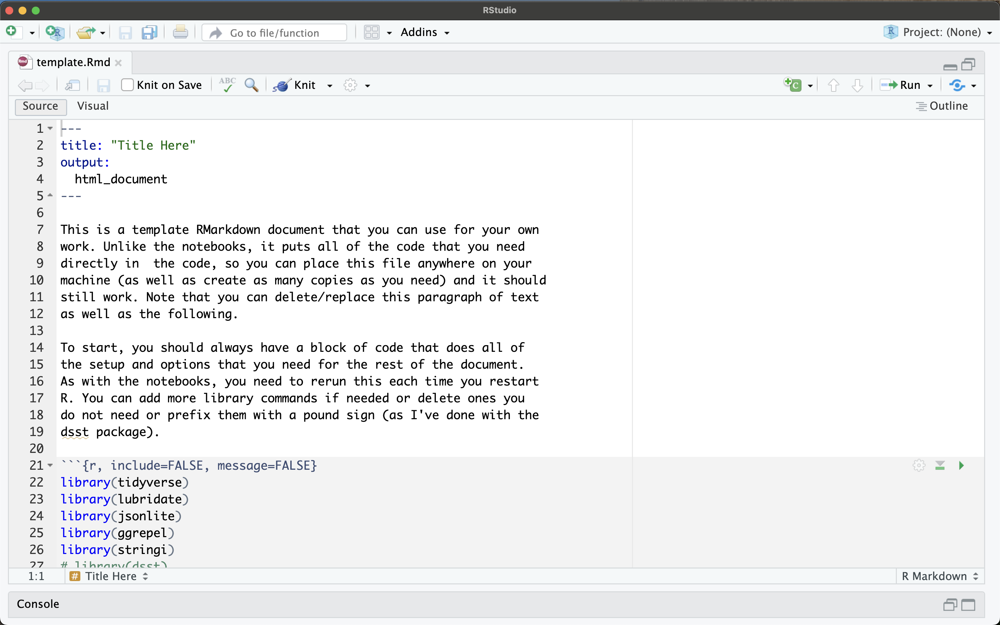 RStudio
Go to file/function
Addins
Project: (None)
template.Rmd
Knit on Save
ABC
Knit
Run
Source
Visual
Outline
1 ---
2 title: "Title Here"
3 output:
4   html_document
5 ---
6
7 This is a template RMarkdown document that you can use for your own
8 work. Unlike the notebooks, it puts all of the code that you need
9 directly in  the code, so you can place this file anywhere on your
10 machine (as well as create as many copies as you need) and it should
11 still work. Note that you can delete/replace this paragraph of text
12 as well as the following.
13
14 To start, you should always have a block of code that does all of
15 the setup and options that you need for the rest of the document.
16 As with the notebooks, you need to rerun this each time you restart
17 R. You can add more library commands if needed or delete ones you
18 do not need or prefix them with a pound sign (as I've done with the
19 dsst package).
20
21 ```{r, include=FALSE, message=FALSE}
22 library(tidyverse)
23 library(lubridate)
24 library(jsonlite)
25 library(ggrepel)
26 library(stringi)
27 # library(dsst)
1:1
# Title Here
R Markdown
Console